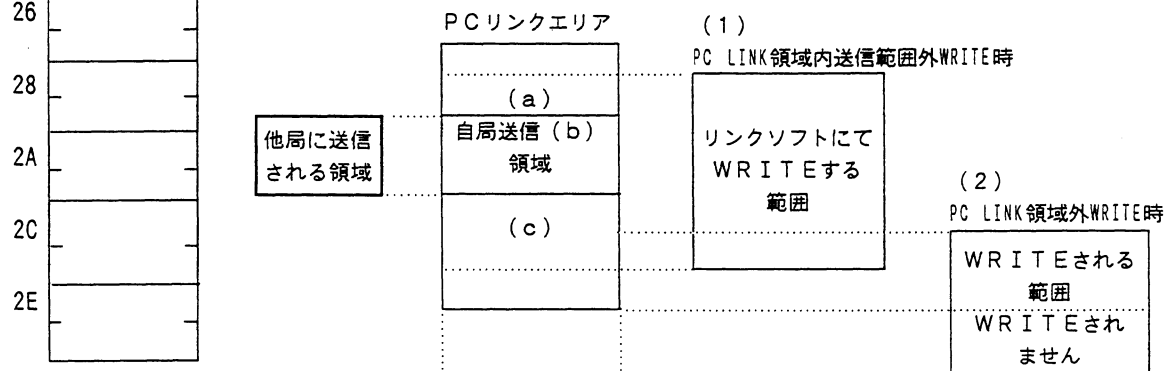 26
28
2A
2C
2E
他局に送信
される領域
PCリンクエリア
(a)
自局送信(b)
領域
(c)
(1)
PC LINK領域内送信範囲外WRITE時
リンクソフトにて
WRITEする
範囲
(2)
PC LINK領域外WRITE時
WRITEされる
範囲
WRITEされ
ません